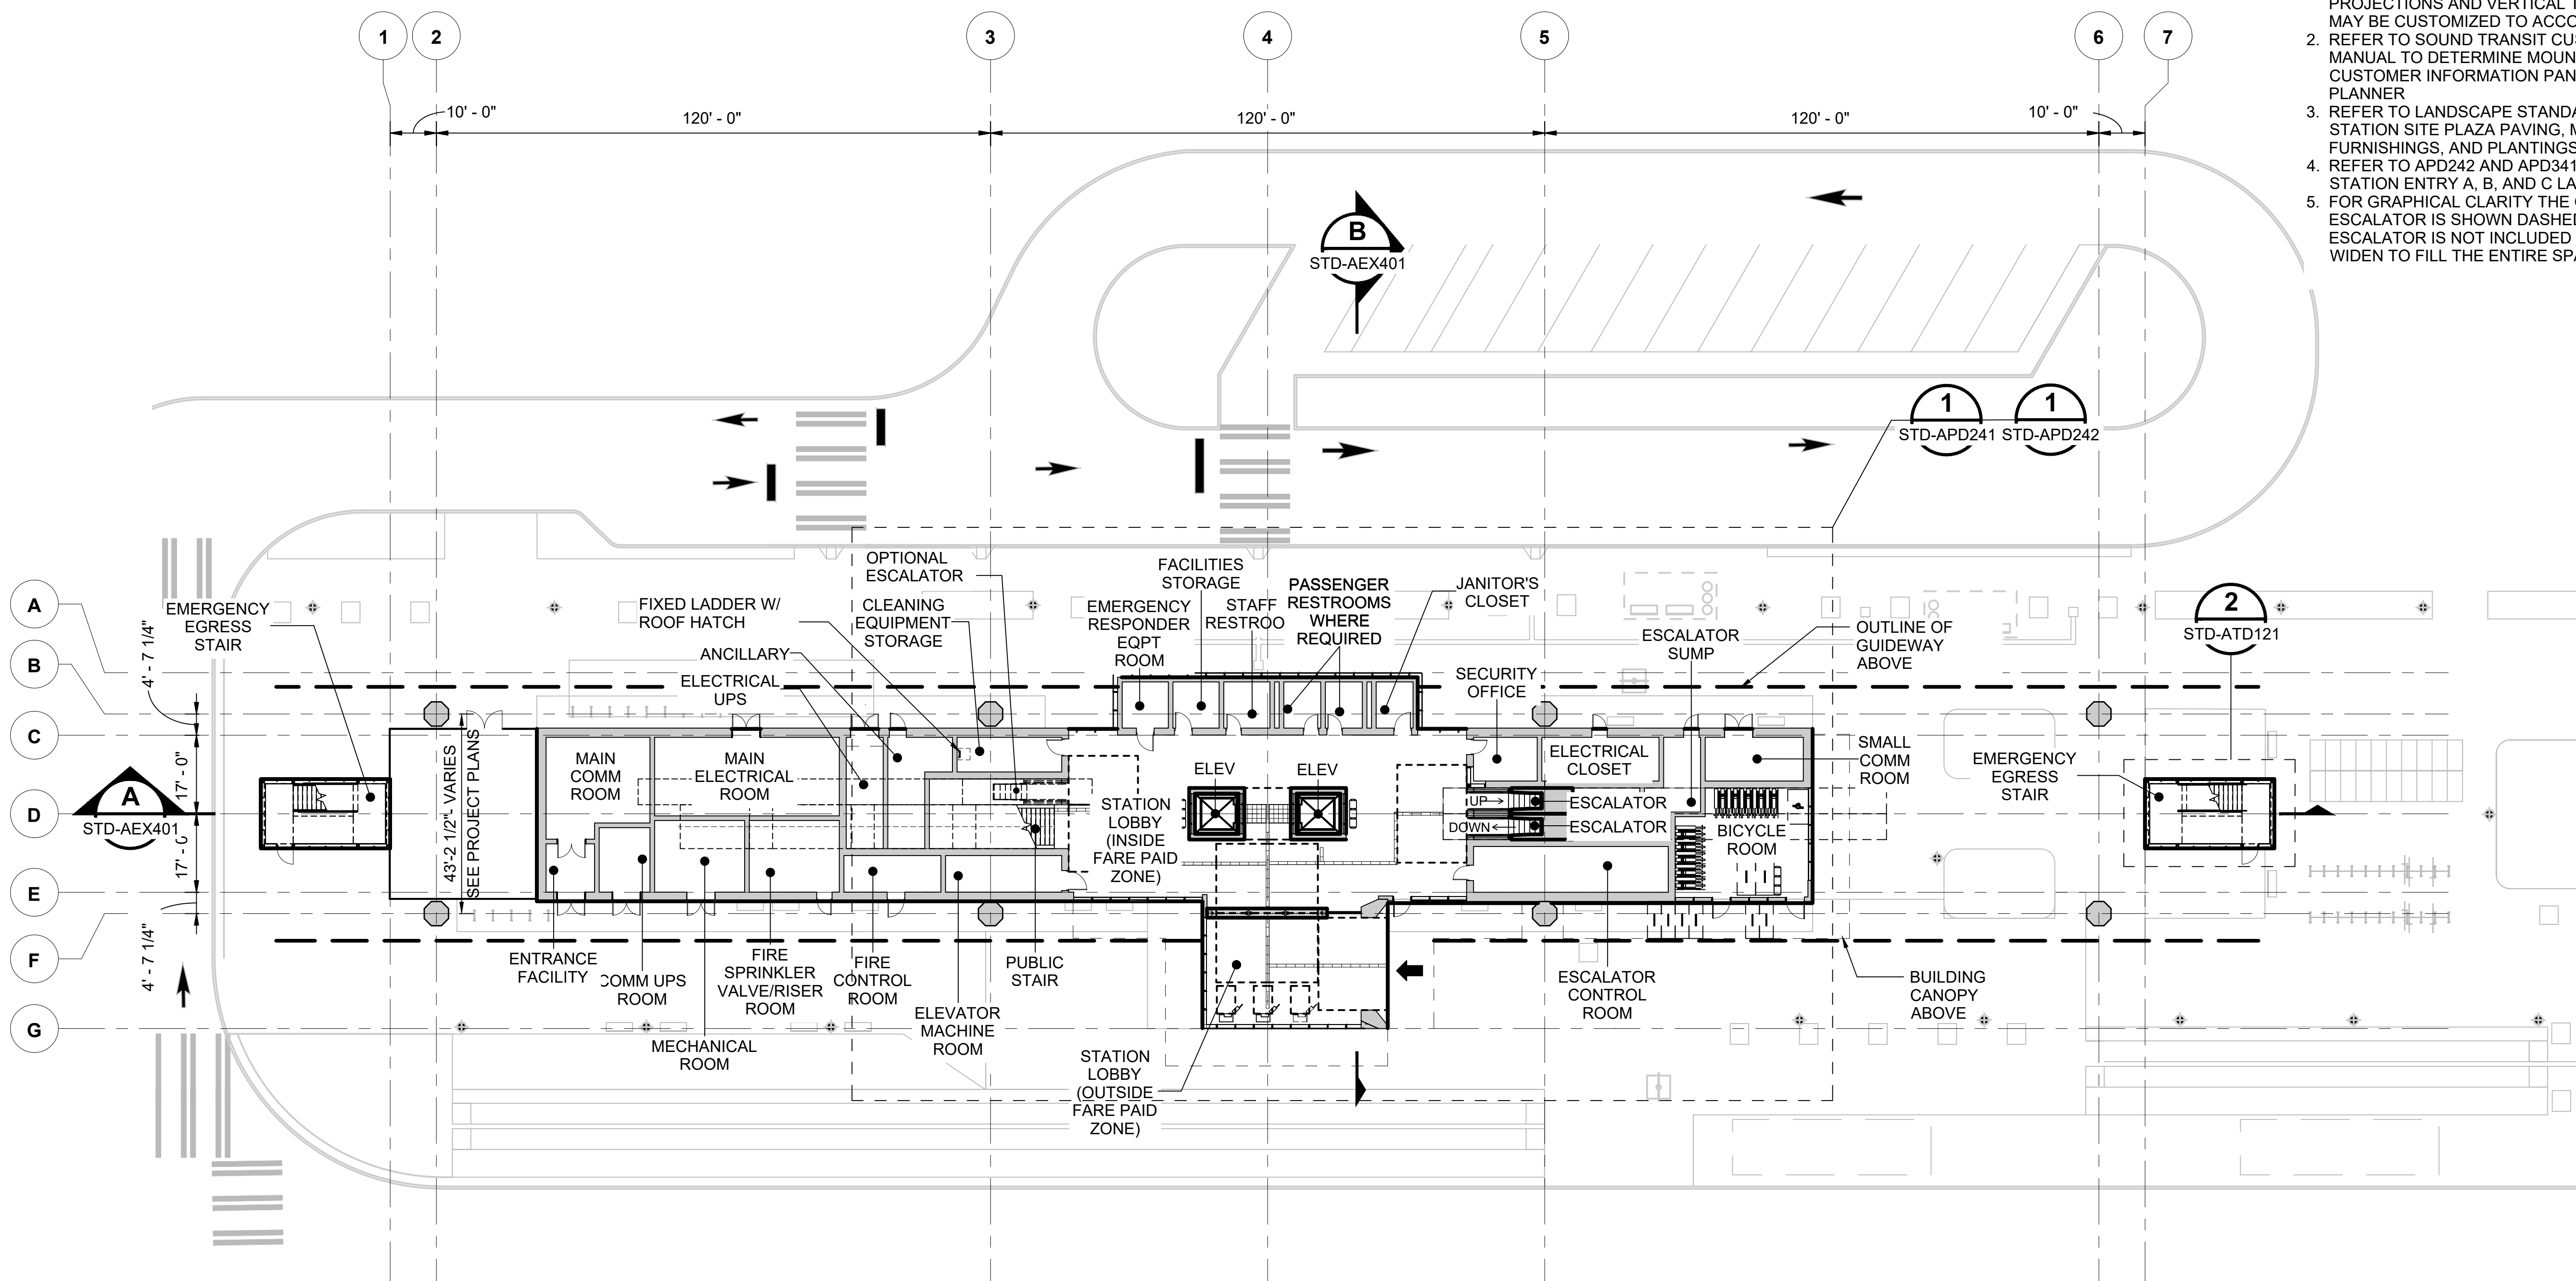 PROJECTIONS AND VERTICAL
MAY BE CUSTOMIZED TO
2. REFER TO SOUND TRANSIT
MANUAL TO DETERMINE
CUSTOMER INFORMATION
PLANNER
3. REFER TO LANDSCAPE
STATION SITE PLAZA PAVING,
FURNISHINGS, AND PLANTINGS
4. REFER TO APD242 AND APD341
STATION ENTRY A, B, AND C
5. FOR GRAPHICAL CLARITY THE
ESCALATOR IS SHOWN DASHED
ESCALATOR IS NOT INCLUDED
WIDEN TO FILL THE ENTIRE
1
2
3
4
5
6
7
10' - 0"
120' - 0"
120' - 0"
120' - 0"
10' - 0"
B
STD-AEX401
1
STD-APD241
1
STD-APD242
A
B
C
D
E
F
G
4' - 7 1/4"
17' - 0"
17' - 0"
4' - 7 1/4"
43'-2 1/2"- VARIES
SEE PROJECT PLANS
A
STD-AEX401
2
STD-ATD121
EMERGENCY
EGRESS
STAIR
FIXED LADDER W/
ROOF HATCH
ANCILLARY
ELECTRICAL
UPS
OPTIONAL
ESCALATOR
CLEANING
EQUIPMENT
STORAGE
EMERGENCY
RESPONDER
EQPT
ROOM
FACILITIES
STORAGE
STAFF
RESTROO
PASSENGER
RESTROOMS
WHERE
REQUIRED
JANITOR'S
CLOSET
SECURITY
OFFICE
ESCALATOR
SUMP
OUTLINE OF
GUIDEWAY
ABOVE
SMALL
COMM
ROOM
EMERGENCY
EGRESS
STAIR
MAIN
COMM
ROOM
MAIN
ELECTRICAL
ROOM
STATION
LOBBY
(INSIDE
FARE PAID
ZONE)
ELEV
ELEV
ELECTRICAL
CLOSET
UP
ESCALATOR
DOWN
ESCALATOR
BICYCLE
ROOM
ENTRANCE
FACILITY
COMM UPS
ROOM
MECHANICAL
ROOM
FIRE
SPRINKLER
VALVE/RISER
ROOM
FIRE
CONTROL
ROOM
ELEVATOR
MACHINE
ROOM
PUBLIC
STAIR
STATION
LOBBY
(OUTSIDE
FARE PAID
ZONE)
ESCALATOR
CONTROL
ROOM
BUILDING
CANOPY
ABOVE